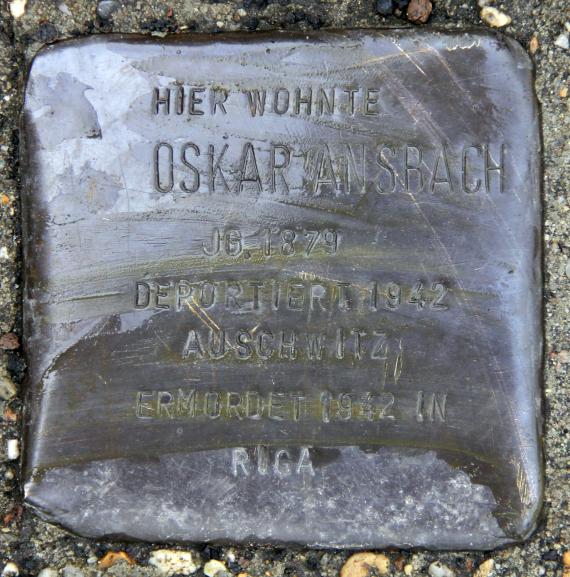 HIER WOHNTE
OSKAR ANSBACH
JG. 1879
DEPORTIERT 1942
AUSCHWITZ
ERMORDET 1942 IN
RIGA